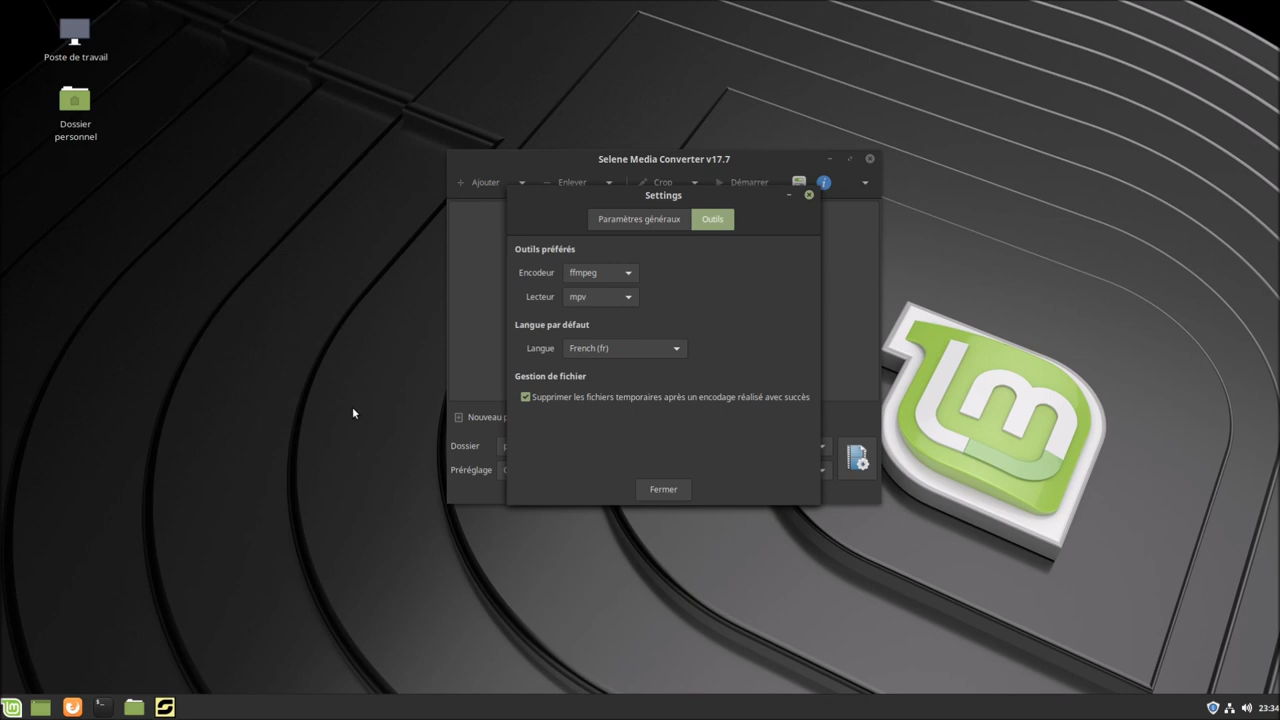 Poste de travail
Dossier
personnel
Selene Media Converter v17.7
Ajouter
Enlever
Crop
Démarrer
Settings
Paramètres généraux
Outils
Outils préférés
Encodeur
ffmpeg
Lecteur
mpv
Langue par défaut
Langue
French (fr)
Gestion de fichier
Supprimer les fichiers temporaires après un encodage réalisé avec succès
Nouveau
Dossier
Préréglage
Fermer
23:34